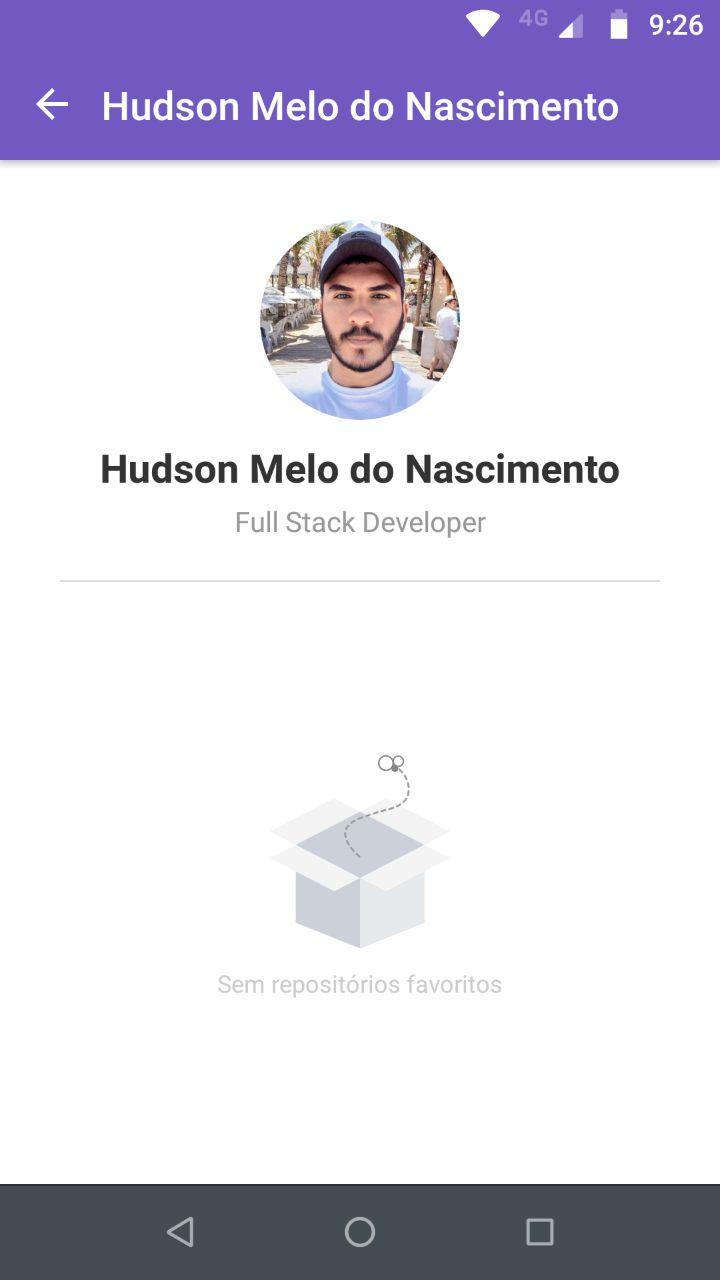 4G 9:26
Hudson Melo do Nascimento
Hudson Melo do Nascimento
Full Stack Developer
Sem repositórios favoritos